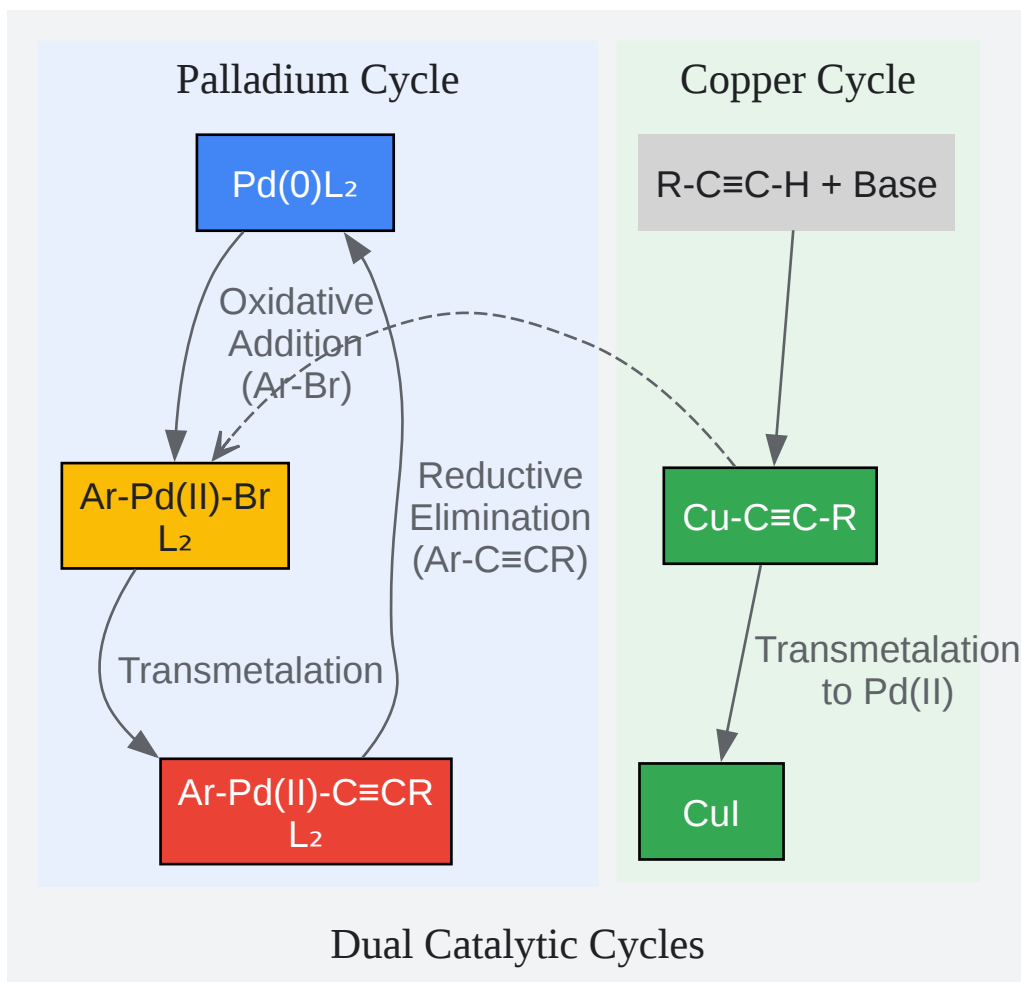 Palladium Cycle
Pd(0)L₂
Oxidative
Addition
(Ar-Br)
Ar-Pd(II)-Br
L₂
Reductive
Elimination
(Ar-C≡CR)
Transmetalation
Ar-Pd(II)-C≡CR
L₂
Copper Cycle
R-C≡C-H + Base
Cu-C≡C-R
Transmetalation
to Pd(II)
CuI
Dual Catalytic Cycles